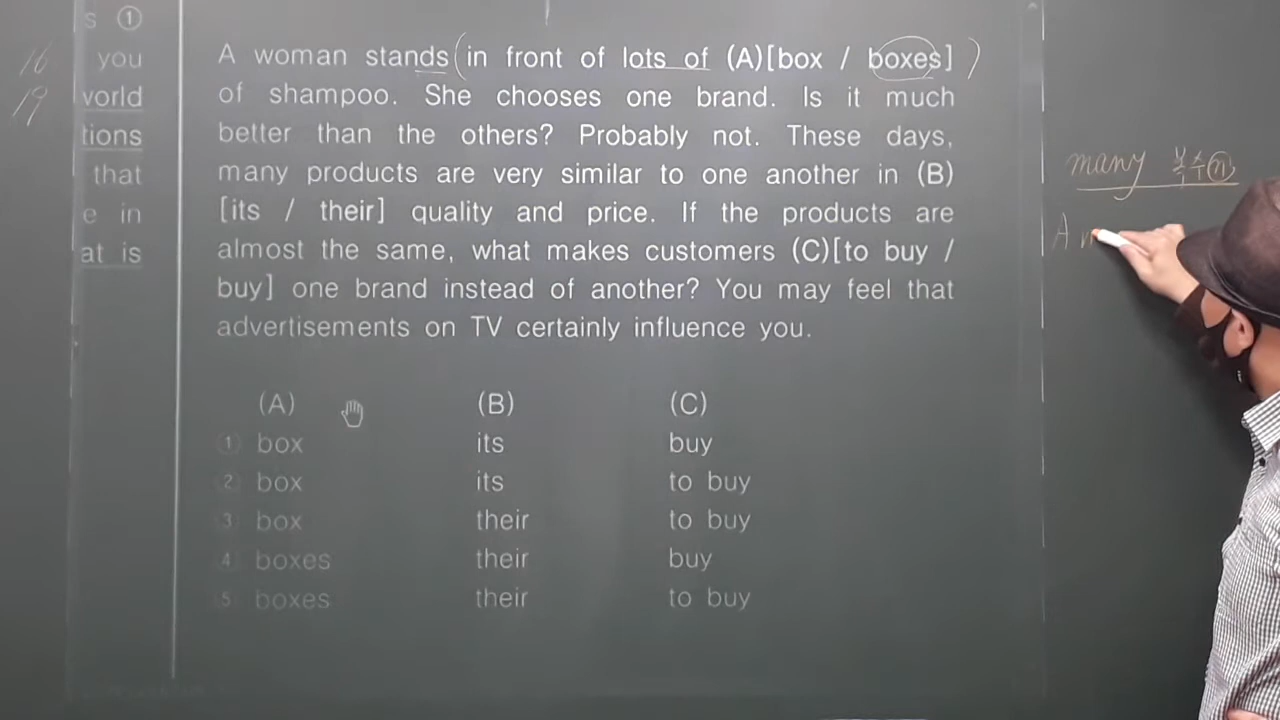 s ①
you
world
tions
that
e in
at is
16
19
A woman stands (in front of lots of (A)[box / boxes] )
of shampoo. She chooses one brand. Is it much
better than the others? Probably not. These days,
many products are very similar to one another in (B)
[its / their] quality and price. If the products are
almost the same, what makes customers (C)[to buy /
buy] one brand instead of another? You may feel that
advertisements on TV certainly influence you.
(A) (B) (C)
① box its buy
② box its to buy
③ box their to buy
④ boxes their buy
⑤ boxes their to buy
many 복수ⓝ
A